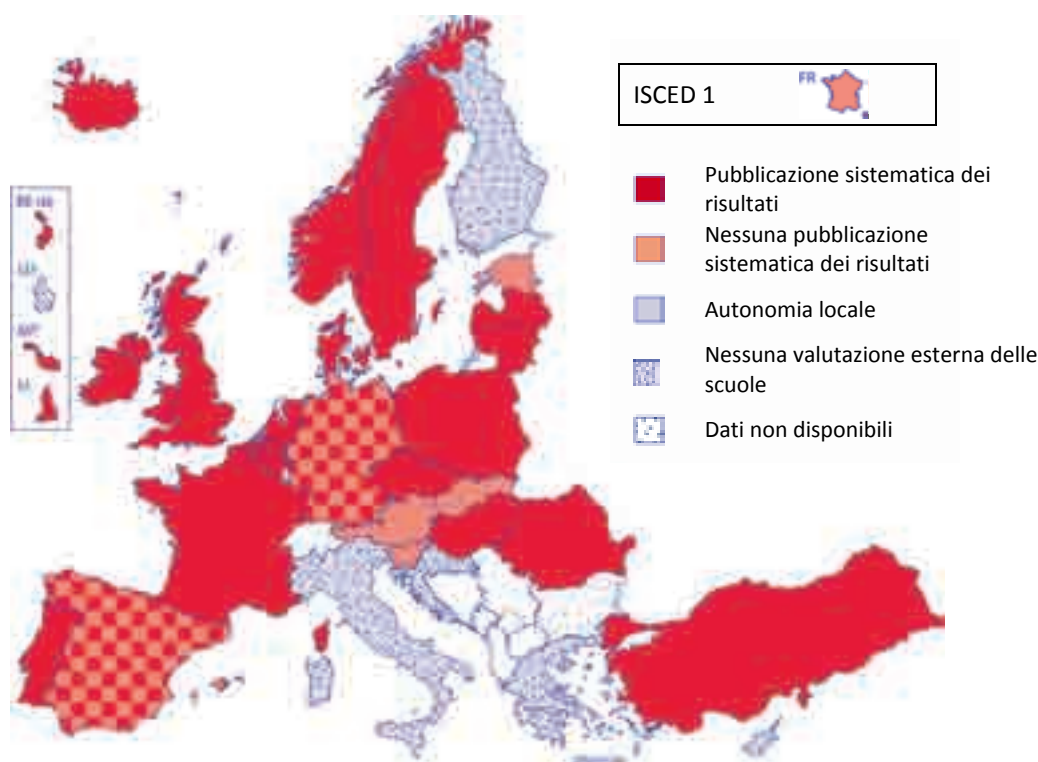 ISCED 1
FR
Pubblicazione sistematica dei
risultati
Nessuna pubblicazione
sistematica dei risultati
Autonomia locale
Nessuna valutazione esterna delle
scuole
Dati non disponibili